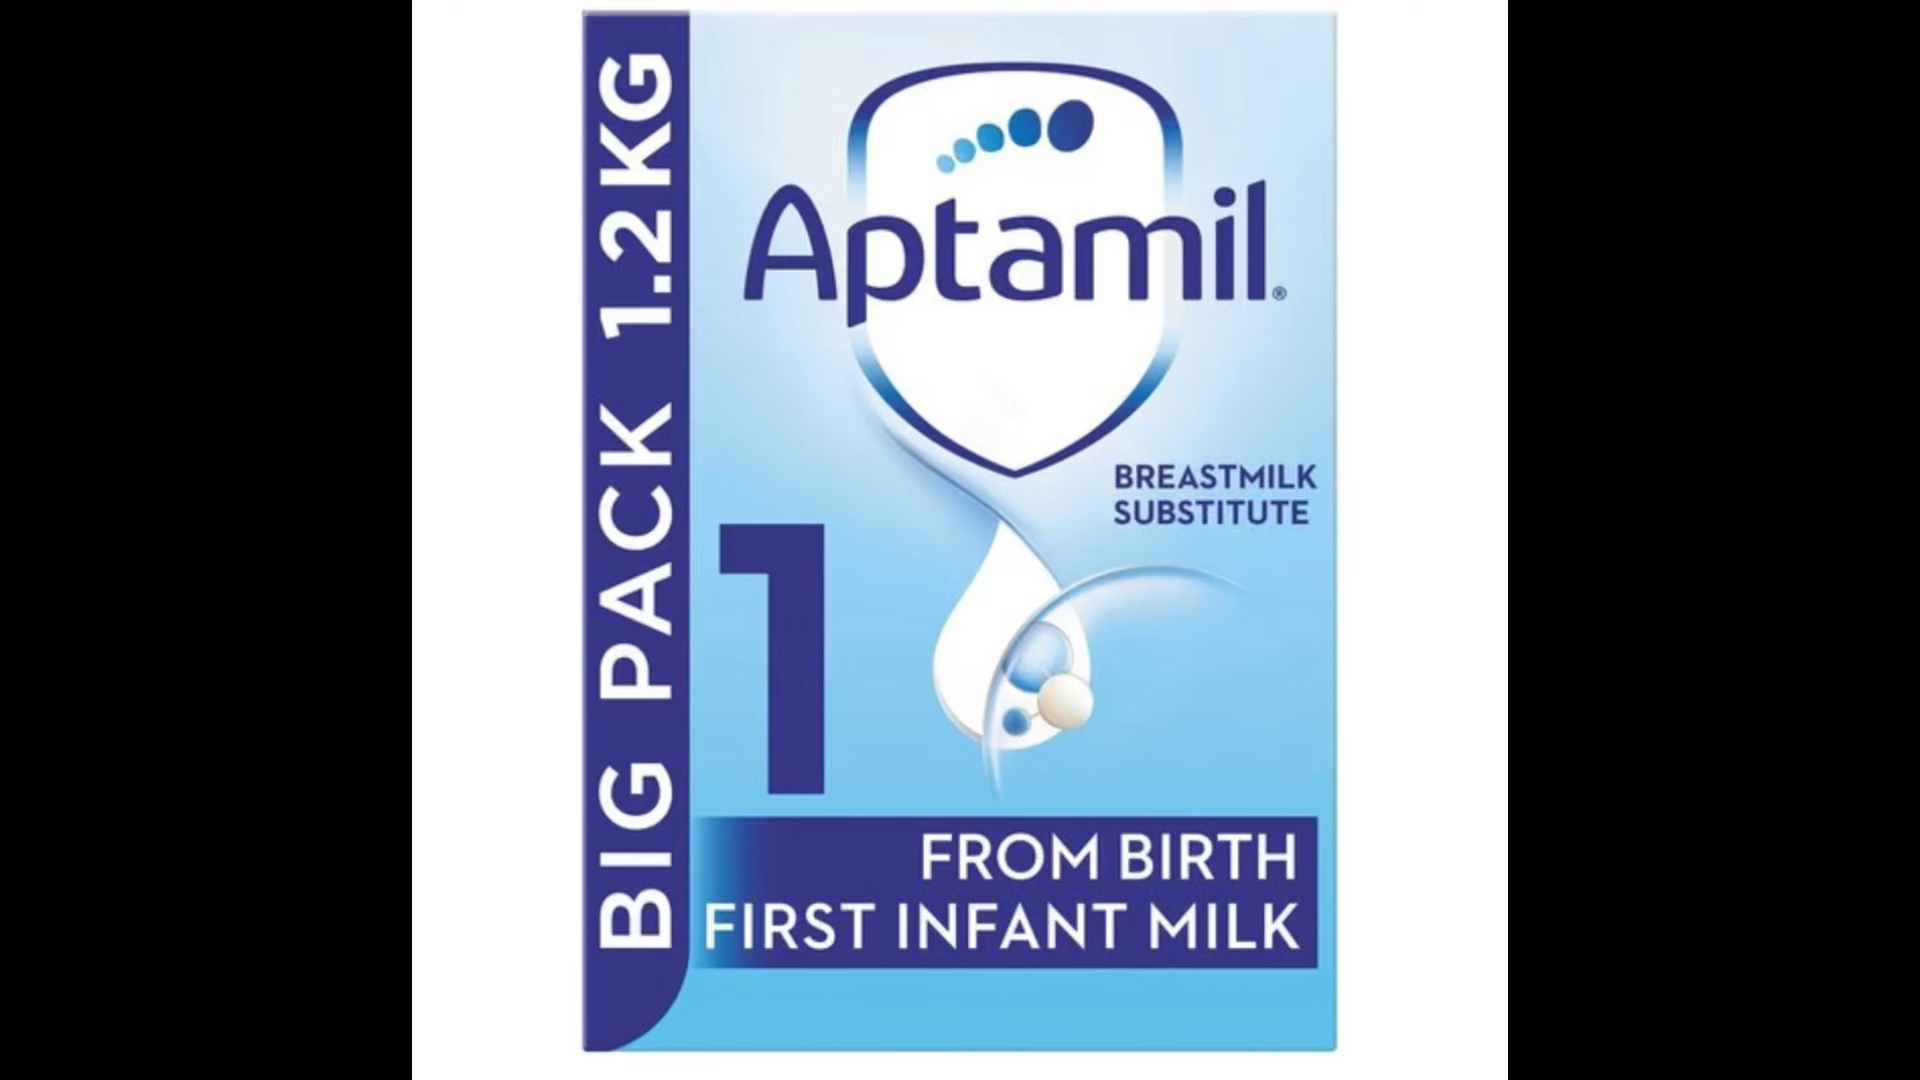 BIG PACK 1.2KG
Aptamil®
BREASTMILK
SUBSTITUTE
1
FROM BIRTH
FIRST INFANT MILK